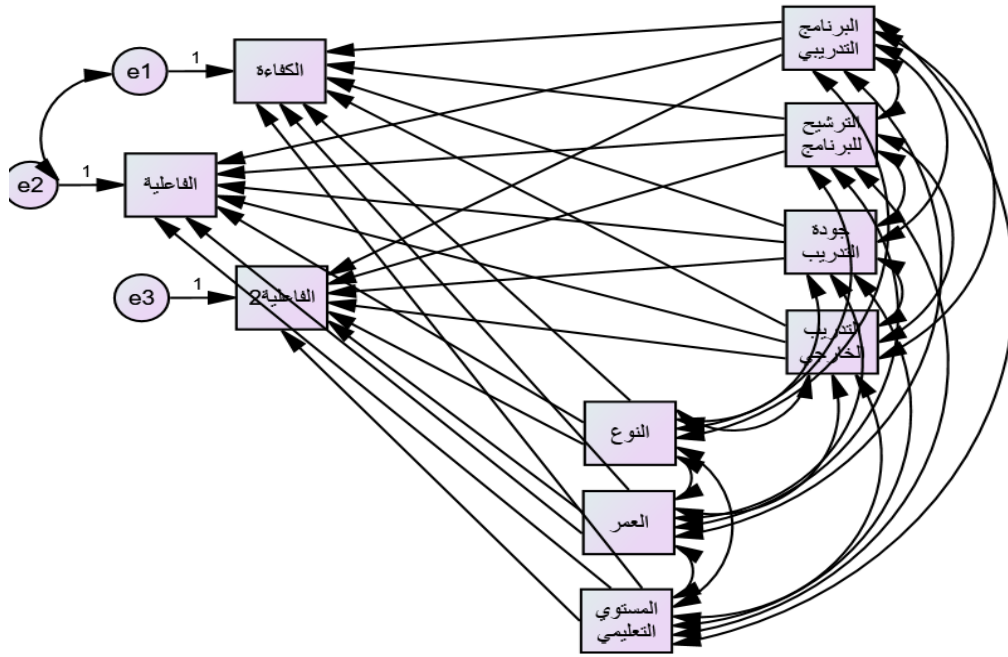 البرنامج
التدريبي
e1
1
الكفاءة
الترشيح
للبرنامج
e2
1
الفاعلية
جودة
التدريب
e3
1
الفاعلية2
التدريب
الخارجي
النوع
العمر
المستوي
التعليمي